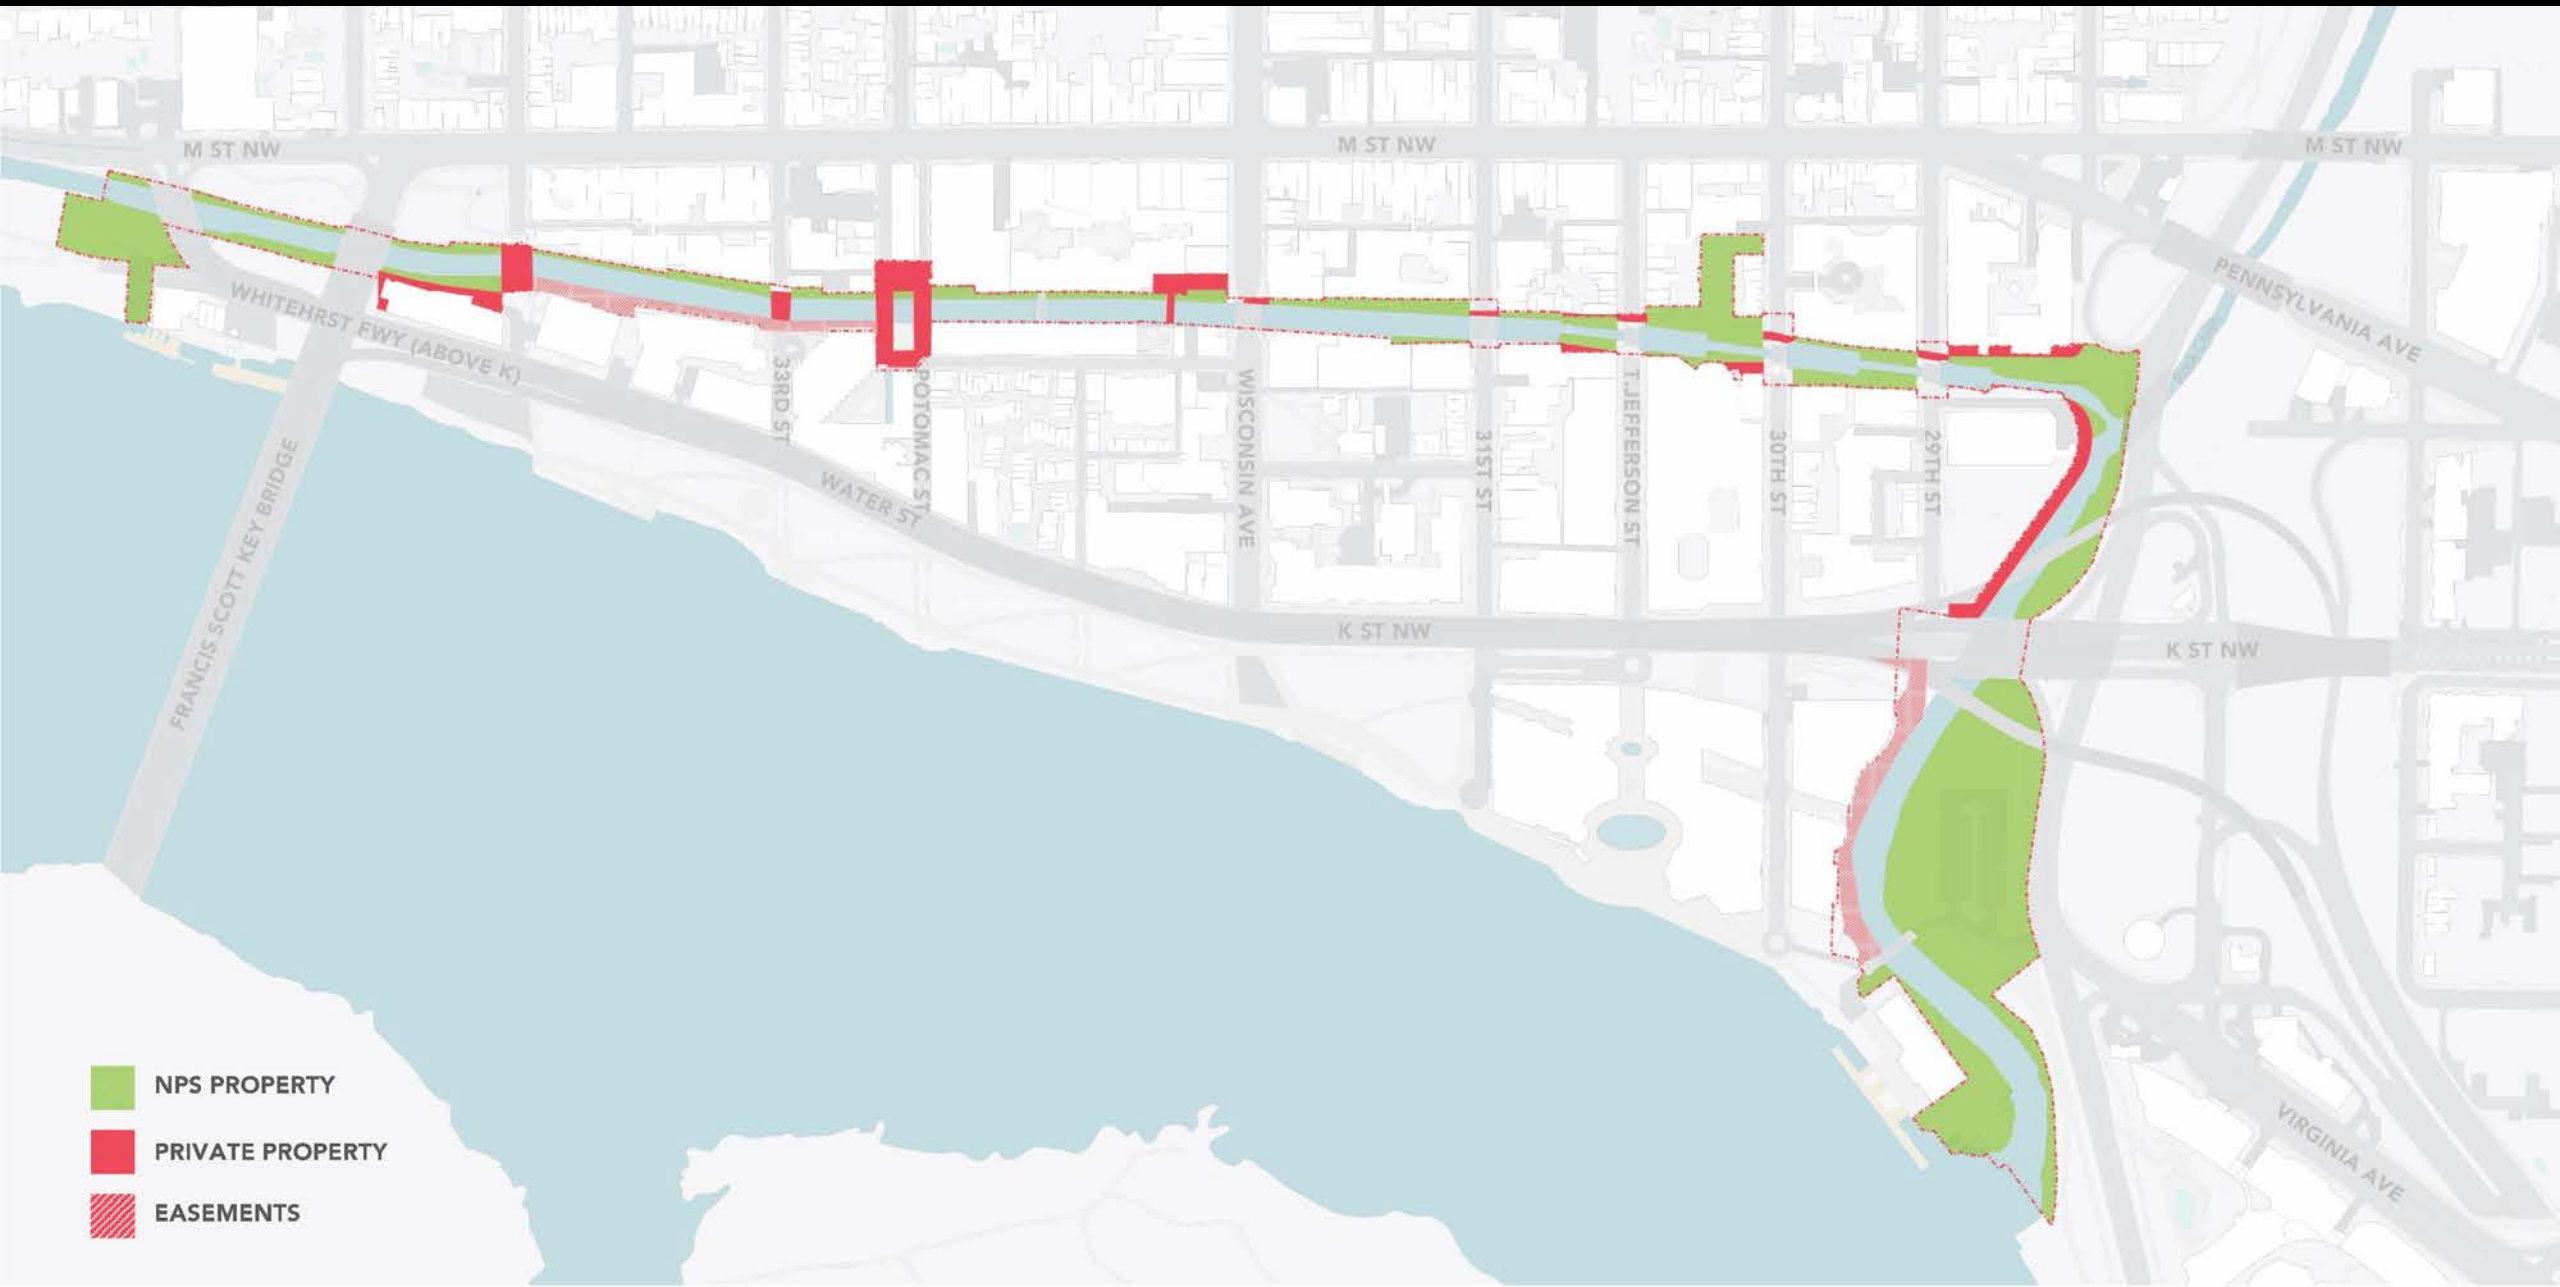 M ST NW
M ST NW
M ST NW
PENNSYLVANIA AVE
WHITEHRST FWY (ABOVE K)
33RD ST
POTOMAC ST
WISCONSIN AVE
31ST ST
T.JEFFERSON ST
30TH ST
29TH ST
WATER ST
FRANCIS SCOTT KEY BRIDGE
K ST NW
K ST NW
VIRGINIA AVE
NPS PROPERTY
PRIVATE PROPERTY
EASEMENTS